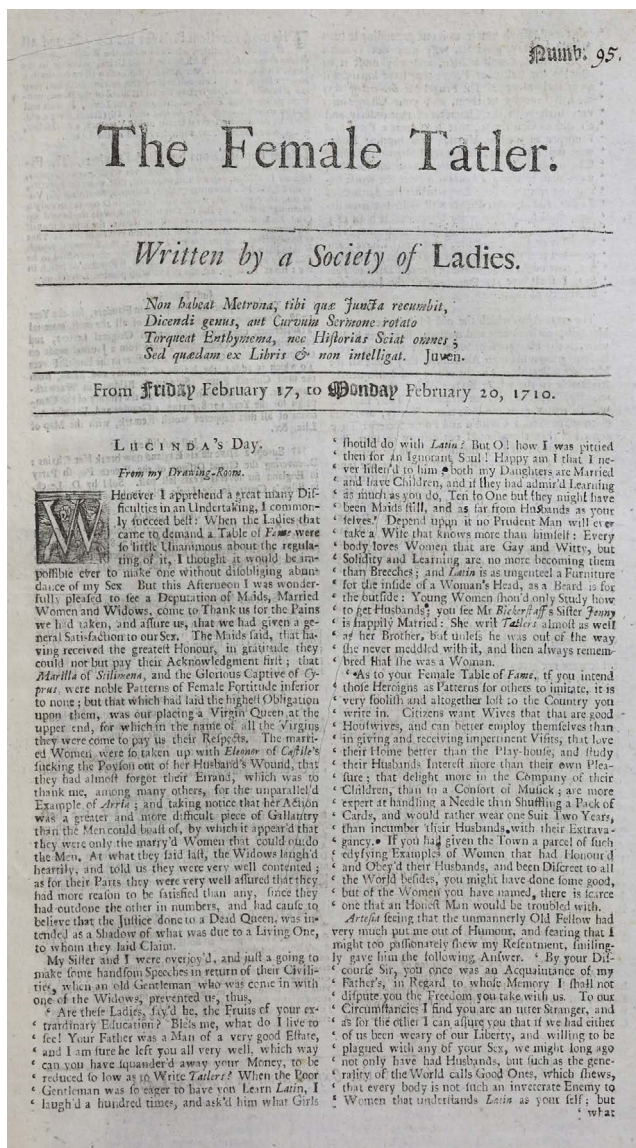 Numb. 95.
The Female Tatler.
Written by a Society of Ladies.
Non habeat Metrona, tibi quæ Juncta recumbit,
Dicendi genus, aut Curvum Sermone rotato
Torqueat Enthymema, nec Historias Sciat omnes ;
Sed quædam ex Libris & non intelligat. Juven.
From Friday February 17, to Monday February 20, 1710.
LUCINDA's Day.
From my Drawing-Room.
WHenever I apprehend a great many Dif-
ficulties in an Undertaking, I common-
ly succeed best: When the Ladies that
came to demand a Table of Fame were
so little Unanimous about the regula-
ring of it, I thought it would be im-
possible ever to make one without disobliging abun-
dance of my Sex But this Afternoon I was wonder-
fully pleased to see a Deputation of Maids, Married
Women and Widows, come to Thank us for the Pains
we had taken, and assure us, that we had given a ge-
neral Satisfaction to our Sex. The Maids said, that ha-
ving received the greatest Honour, in gratitude they
could not but pay their Acknowledgment first ; that
Marilla of Stilimena, and the Glorious Captive of Cy-
prus, were noble Patterns of Female Fortitude inferior
to none ; but that which had laid the highest Obligation
upon them, was our placing a Virgin Queen at the
upper end, for which in the name of all the Virgins
they were come to pay us their Respects. The marri-
ed Women were so taken up with Eleonor of Castile's
sucking the Poyson out of her Husband's Wound, that
they had almost forgot their Errand, which was to
thank me, among many others, for the unparallel'd
Example of Arria ; and taking notice that her Action
was a greater and more difficult piece of Gallantry
than the Men could boast of, by which it appear'd that
they were only the marry'd Women that could outdo
the Men. At what they said last, the Widows laugh'd
heartily, and told us they were very well contented ;
as for their Parts they were very well assured that they
had more reason to be satisfied than any, since they
had outdone the other in numbers, and had cause to
believe that the Justice done to a Dead Queen, was in-
tended as a Shadow of what was due to a Living One,
to whom they laid Claim.
My Sister and I were overjoy'd, and just a going to
make some handsom Speeches in return of their Civili-
ties, when an old Gentleman who was come in with
one of the Widows, prevented us, thus,
‘ Are these Ladies, say'd he, the Fruits of your ex-
‘ traordinary Education? Bless me, what do I live to
‘ see! Your Father was a Man of a very good Estate,
‘ and I am sure he left you all very well, which way
‘ can you have squander'd away your Money, to be
‘ reduced so low as to Write Tatlers? When the Poor
‘ Gentleman was so eager to have you Learn Latin, I
‘ laugh'd a hundred times, and ask'd him what Girls
‘ should do with Latin? But O! how I was pitied
‘ then for an Ignorant Saul! Happy am I that I ne-
‘ ver listen'd to him, both my Daughters are Married
‘ and have Children, and if they had admir'd Learning
‘ as much as you do, Ten to One but they might have
‘ been Maids still, and as far from Husbands as your
‘ selves.’ Depend upon it no Prudent Man will ever
‘ take a Wife that knows more than himself: Every
‘ body loves Women that are Gay and Witty, but
‘ Solidity and Learning are no more becoming them
‘ than Breeches; and Latin is as ungenteel a Furniture
‘ for the inside of a Woman's Head, as a Beard is for
‘ the outside: Young Women shou'd only Study how
‘ to get Husbands; you see Mr Bickerstaff's Sister Jenny
‘ is happily Married: She writ Tatlers almost as well
‘ as her Brother, but unless he was out of the way
‘ she never meddled with it, and then always remem-
‘ bred that she was a Woman.
‘ As to your Female Table of Fame, if you intend
‘ those Heroigns as Patterns for others to imitate, it is
‘ very foolish and altogether lost to the Country you
‘ write in. Citizens want Wives that that are good
‘ Houswives, and can better employ themselves than
‘ in giving and receiving impertinent Visits, that love
‘ their Home better than the Play-house, and study
‘ their Husbands Interest more than their own Plea-
‘ sure ; that delight more in the Company of their
‘ Children, than in a Consort of Musick ; are more
‘ expert at handling a Needle than Shuffling a Pack of
‘ Cards, and would rather wear one Suit Two Years,
‘ than incumber their Husbands with their Extrava-
‘ gancy. If you had given the Town a parcel of such
‘ edyfying Examples of Women that had Honour'd
‘ and Obey'd their Husbands, and been Discreet to all
‘ the World besides, you might have done some good,
‘ but of the Women you have named, there is scarce
‘ one that an Honest Man would be troubled with.
Artesia seeing that the unmannerly Old Fellow had
very much put me out of Humour, and fearing that I
might too passionately shew my Resentment, smiling-
ly gave him the following Answer. ‘ By your Dis-
‘ course Sir, you once was an Acquaintance of my
‘ Father's, in Regard to whose Memory I shall not
‘ dispute you the Freedom you take with us. To our
‘ Circumstances I find you are an utter Stranger, and
‘ as for the other I can assure you that if we had either
‘ of us been weary of our Liberty, and willing to be
‘ plagued with any of your Sex, we might long ago
‘ not only have had Husbands, but such as the gene-
‘ rality of the World calls Good Ones, which shews,
‘ that every body is not such an inveterate Enemy to
‘ Women that understands Latin as your self ; but
‘ what